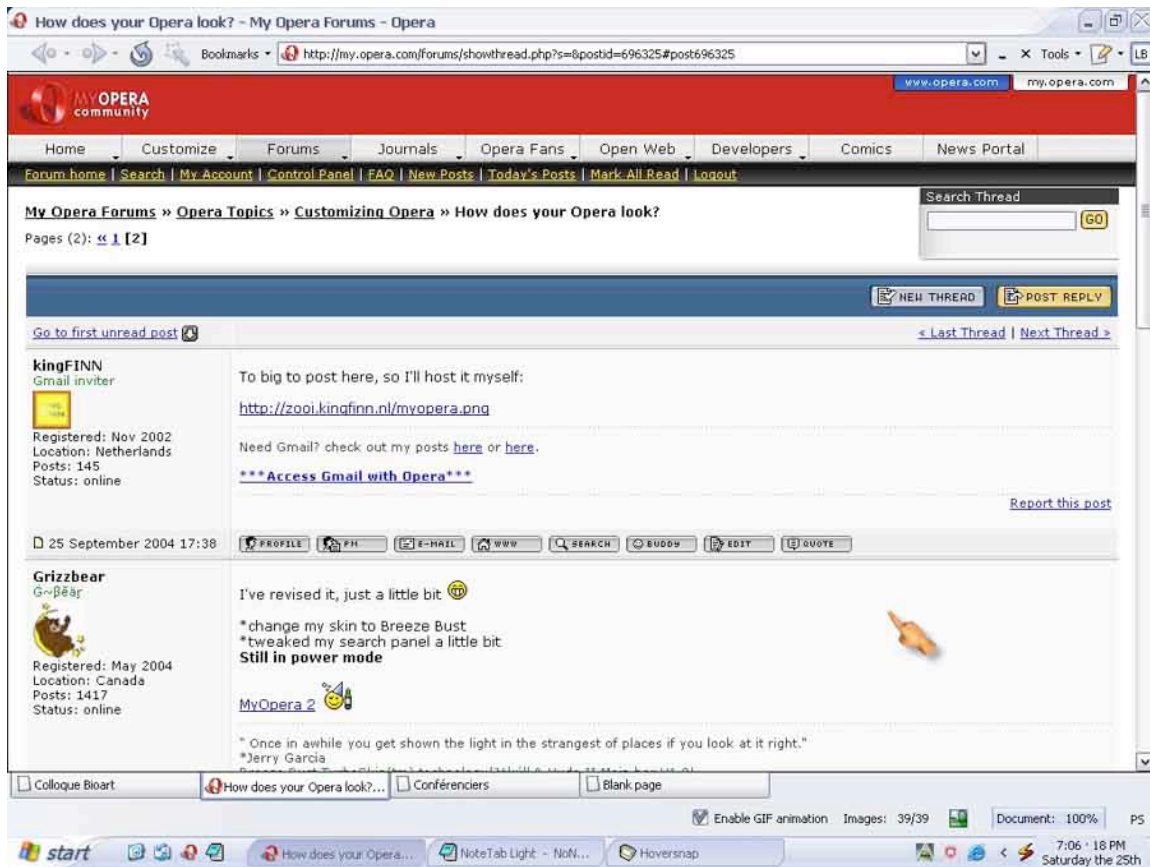 How does your Opera look? - My Opera Forums - Opera
Bookmarks http://my.opera.com/forums/showthread.php?s=&postid=696325#post696325 Tools LB
www.opera.com my.opera.com
MYOPERA
community
Home Customize Forums Journals Opera Fans Open Web Developers Comics News Portal
Forum home | Search | My Account | Control Panel | FAQ | New Posts | Today's Posts | Mark All Read | Logout
Search Thread
My Opera Forums » Opera Topics » Customizing Opera » How does your Opera look?
GO
Pages (2): « 1 [2]
NEW THREAD POST REPLY
Go to first unread post < Last Thread | Next Thread >
kingFINN
Gmail inviter
Registered: Nov 2002
Location: Netherlands
Posts: 145
Status: online
To big to post here, so I'll host it myself:
http://zooi.kingfinn.nl/myopera.png
Need Gmail? check out my posts here or here.
***Access Gmail with Opera***
Report this post
25 September 2004 17:38 PROFILE PM E-MAIL WWW SEARCH BUDDY EDIT QUOTE
Grizzbear
G~βëär
Registered: May 2004
Location: Canada
Posts: 1417
Status: online
I've revised it, just a little bit
*change my skin to Breeze Bust
*tweaked my search panel a little bit
Still in power mode
MyOpera 2
" Once in awhile you get shown the light in the strangest of places if you look at it right."
*Jerry Garcia
Colloque Bioart How does your Opera look?... Conférenciers Blank page
Enable GIF animation Images: 39/39 Document: 100% PS
start How does your Opera... NoteTab Light - NoN... Hoversnap 7:06 · 18 PM
Saturday the 25th